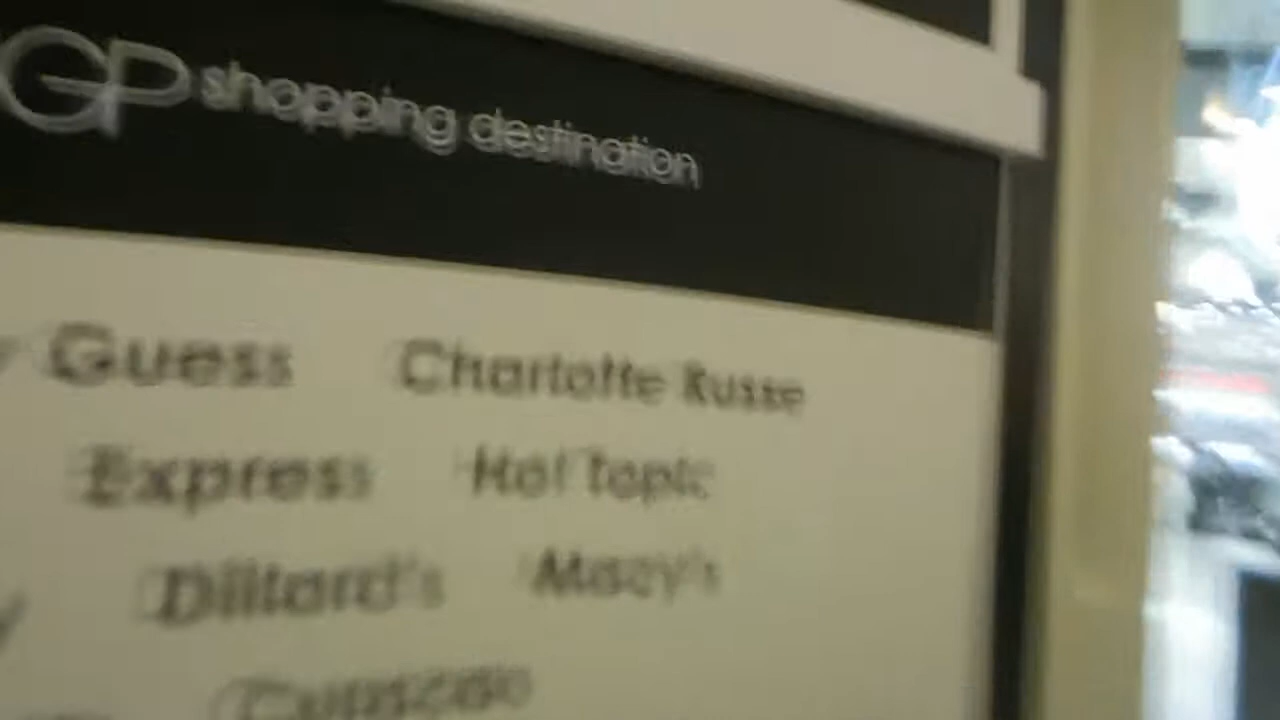 GP shopping destination
Guess Charlotte Russe
Express Hot Topic
Dillard's Macy's